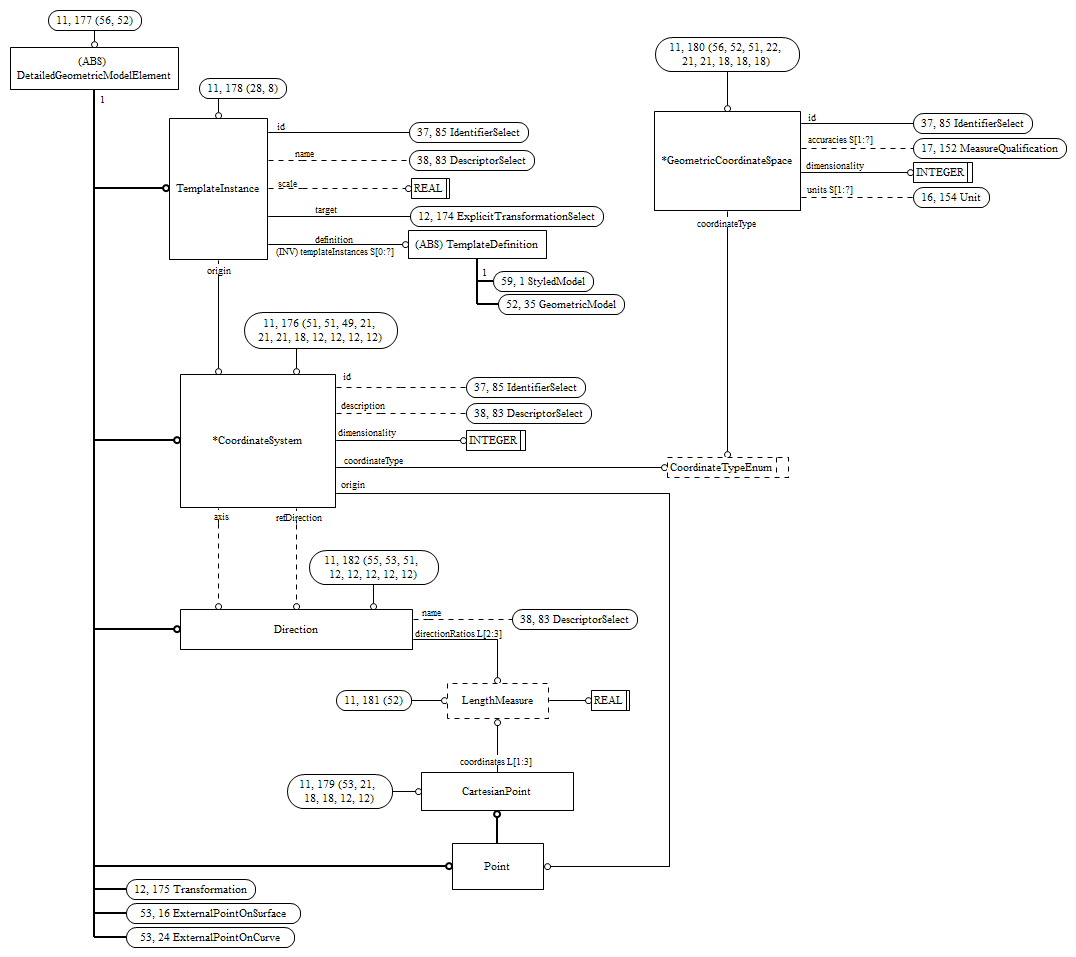 11, 177 (56, 52)
(ABS)
DetailedGeometricModelElement
1
11, 178 (28, 8)
TemplateInstance
id
37, 85 IdentifierSelect
name
38, 83 DescriptorSelect
scale
REAL
target
12, 174 ExplicitTransformationSelect
definition
(INV) templateInstances S[0:?]
(ABS) TemplateDefinition
1
59, 1 StyledModel
52, 35 GeometricModel
origin
11, 180 (56, 52, 51, 22,
21, 21, 18, 18, 18)
*GeometricCoordinateSpace
id
37, 85 IdentifierSelect
accuracies S[1:?]
17, 152 MeasureQualification
dimensionality
INTEGER
units S[1:?]
16, 154 Unit
coordinateType
11, 176 (51, 51, 49, 21,
21, 21, 18, 12, 12, 12, 12)
*CoordinateSystem
id
37, 85 IdentifierSelect
description
38, 83 DescriptorSelect
dimensionality
INTEGER
coordinateType
CoordinateTypeEnum
origin
axis
refDirection
11, 182 (55, 53, 51,
12, 12, 12, 12, 12)
Direction
name
38, 83 DescriptorSelect
directionRatios L[2:3]
11, 181 (52)
LengthMeasure
REAL
coordinates L[1:3]
11, 179 (53, 21,
18, 18, 12, 12)
CartesianPoint
Point
12, 175 Transformation
53, 16 ExternalPointOnSurface
53, 24 ExternalPointOnCurve